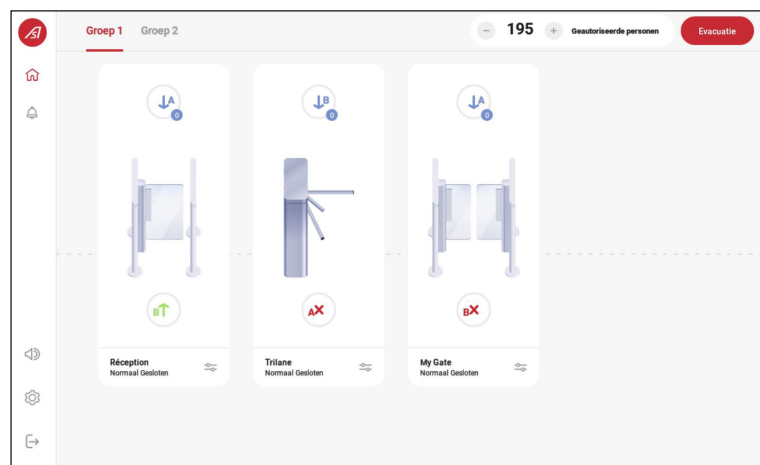 Groep 1
Groep 2
195
Geautoriseerde personen
Evacuatie
A
0
B
0
A
0
B
A
B
Réception
Normaal Gesloten
Trilane
Normaal Gesloten
My Gate
Normaal Gesloten